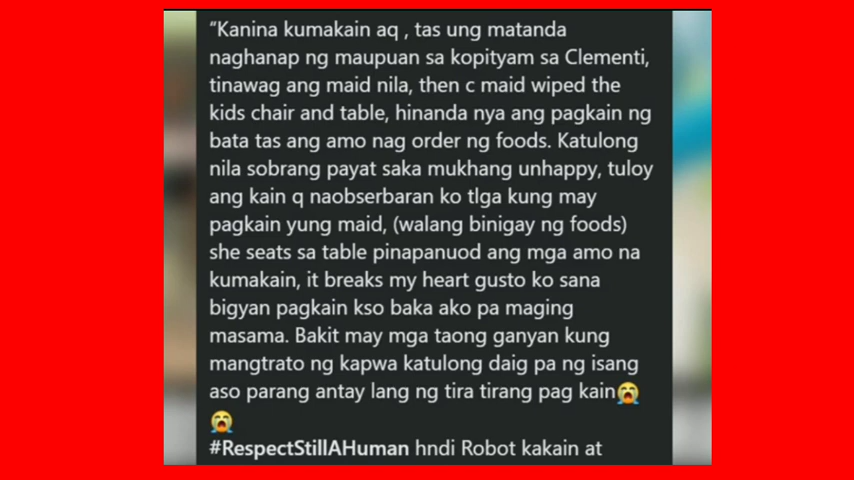 “Kanina kumakain aq , tas ung matanda
naghanap ng maupuan sa kopityam sa Clementi,
tinawag ang maid nila, then c maid wiped the
kids chair and table, hinanda nya ang pagkain ng
bata tas ang amo nag order ng foods. Katulong
nila sobrang payat saka mukhang unhappy, tuloy
ang kain q naobserbaran ko tlga kung may
pagkain yung maid, (walang binigay ng foods)
she seats sa table pinapanuod ang mga amo na
kumakain, it breaks my heart gusto ko sana
bigyan pagkain kso baka ako pa maging
masama. Bakit may mga taong ganyan kung
mangtrato ng kapwa katulong daig pa ng isang
aso parang antay lang ng tira tirang pag kain😭
😭
#RespectStillAHuman hndi Robot kakain at